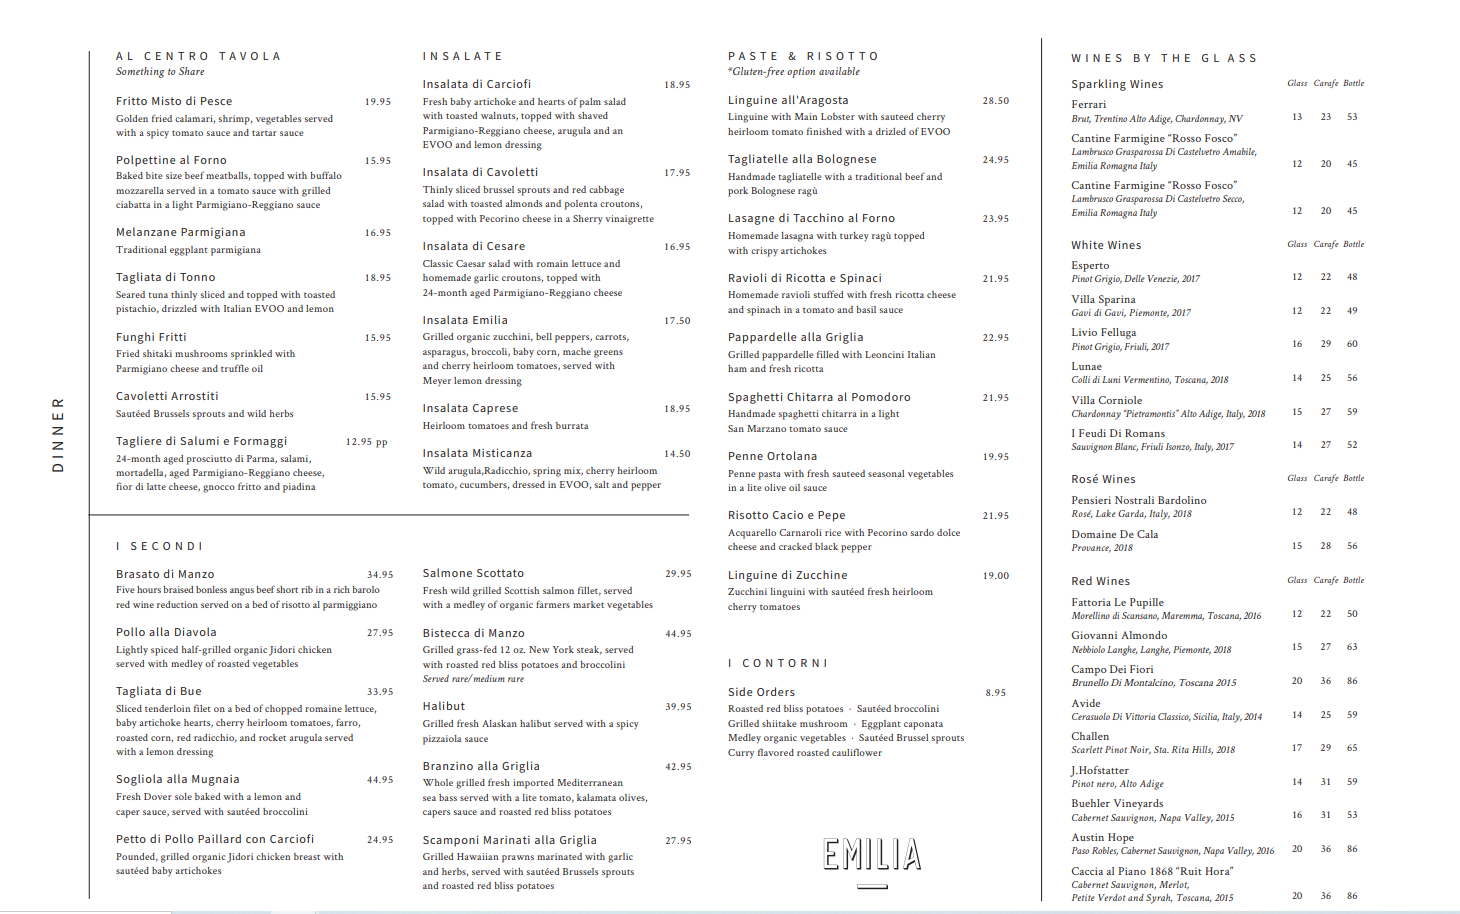 DINNER
AL CENTRO TAVOLA
Something to Share
Fritto Misto di Pesce 19.95
Golden fried calamari, shrimp, vegetables served
with a spicy tomato sauce and tartar sauce
Polpettine al Forno 15.95
Baked bite size beef meatballs, topped with buffalo
mozzarella served in a tomato sauce with grilled
ciabatta in a light Parmigiano-Reggiano sauce
Melanzane Parmigiana 16.95
Traditional eggplant parmigiana
Tagliata di Tonno 18.95
Seared tuna thinly sliced and topped with toasted
pistachio, drizzled with Italian EVOO and lemon
Funghi Fritti 15.95
Fried shitaki mushrooms sprinkled with
Parmigiano cheese and truffle oil
Cavoletti Arrostiti 15.95
Sautéed Brussels sprouts and wild herbs
Tagliere di Salumi e Formaggi 12.95 pp
24-month aged prosciutto di Parma, salami,
mortadella, aged Parmigiano-Reggiano cheese,
fior di latte cheese, gnocco fritto and piadina
INSALATE
Insalata di Carciofi 18.95
Fresh baby artichoke and hearts of palm salad
with toasted walnuts, topped with shaved
Parmigiano-Reggiano cheese, arugula and an
EVOO and lemon dressing
Insalata di Cavoletti 17.95
Thinly sliced brussel sprouts and red cabbage
salad with toasted almonds and polenta croutons,
topped with Pecorino cheese in a Sherry vinaigrette
Insalata di Cesare 16.95
Classic Caesar salad with romain lettuce and
homemade garlic croutons, topped with
24-month aged Parmigiano-Reggiano cheese
Insalata Emilia 17.50
Grilled organic zucchini, bell peppers, carrots,
asparagus, broccoli, baby corn, mache greens
and cherry heirloom tomatoes, served with
Meyer lemon dressing
Insalata Caprese 18.95
Heirloom tomatoes and fresh burrata
Insalata Misticanza 14.50
Wild arugula,Radicchio, spring mix, cherry heirloom
tomato, cucumbers, dressed in EVOO, salt and pepper
I SECONDI
Brasato di Manzo 34.95
Five hours braised bonless angus beef short rib in a rich barolo
red wine reduction served on a bed of risotto al parmiggiano
Pollo alla Diavola 27.95
Lightly spiced half-grilled organic Jidori chicken
served with medley of roasted vegetables
Tagliata di Bue 33.95
Sliced tenderloin filet on a bed of chopped romaine lettuce,
baby artichoke hearts, cherry heirloom tomatoes, farro,
roasted corn, red radicchio, and rocket arugula served
with a lemon dressing
Sogliola alla Mugnaia 44.95
Fresh Dover sole baked with a lemon and
caper sauce, served with sautéed broccolini
Petto di Pollo Paillard con Carciofi 24.95
Pounded, grilled organic Jidori chicken breast with
sautéed baby artichokes
Salmone Scottato 29.95
Fresh wild grilled Scottish salmon fillet, served
with a medley of organic farmers market vegetables
Bistecca di Manzo 44.95
Grilled grass-fed 12 oz. New York steak, served
with roasted red bliss potatoes and broccolini
Served rare/medium rare
Halibut 39.95
Grilled fresh Alaskan halibut served with a spicy
pizzaiola sauce
Branzino alla Griglia 42.95
Whole grilled fresh imported Mediterranean
sea bass served with a lite tomato, kalamata olives,
capers sauce and roasted red bliss potatoes
Scamponi Marinati alla Griglia 27.95
Grilled Hawaiian prawns marinated with garlic
and herbs, served with sautéed Brussels sprouts
and roasted red bliss potatoes
PASTE & RISOTTO
*Gluten-free option available
Linguine all'Aragosta 28.50
Linguine with Main Lobster with sauteed cherry
heirloom tomato finished with a drizled of EVOO
Tagliatelle alla Bolognese 24.95
Handmade tagliatelle with a traditional beef and
pork Bolognese ragù
Lasagne di Tacchino al Forno 23.95
Homemade lasagna with turkey ragù topped
with crispy artichokes
Ravioli di Ricotta e Spinaci 21.95
Homemade ravioli stuffed with fresh ricotta cheese
and spinach in a tomato and basil sauce
Pappardelle alla Griglia 22.95
Grilled pappardelle filled with Leoncini Italian
ham and fresh ricotta
Spaghetti Chitarra al Pomodoro 21.95
Handmade spaghetti chitarra in a light
San Marzano tomato sauce
Penne Ortolana 19.95
Penne pasta with fresh sauteed seasonal vegetables
in a lite olive oil sauce
Risotto Cacio e Pepe 21.95
Acquarello Carnaroli rice with Pecorino sardo dolce
cheese and cracked black pepper
Linguine di Zucchine 19.00
Zucchini linguini with sautéed fresh heirloom
cherry tomatoes
I CONTORNI
Side Orders 8.95
Roasted red bliss potatoes · Sautéed broccolini
Grilled shiitake mushroom · Eggplant caponata
Medley organic vegetables · Sautéed Brussel sprouts
Curry flavored roasted cauliflower
EMILIA
WINES BY THE GLASS
Sparkling Wines Glass Carafe Bottle
Ferrari
Brut, Trentino Alto Adige, Chardonnay, NV 13 23 53
Cantine Farmigine “Rosso Fosco”
Lambrusco Grasparossa Di Castelvetro Amabile,
Emilia Romagna Italy 12 20 45
Cantine Farmigine “Rosso Fosco”
Lambrusco Grasparossa Di Castelvetro Secco,
Emilia Romagna Italy 12 20 45
White Wines Glass Carafe Bottle
Esperto
Pinot Grigio, Delle Venezie, 2017 12 22 48
Villa Sparina
Gavi di Gavi, Piemonte, 2017 12 22 49
Livio Felluga
Pinot Grigio, Friuli, 2017 16 29 60
Lunae
Colli di Luni Vermentino, Toscana, 2018 14 25 56
Villa Corniole
Chardonnay “Pietramontis” Alto Adige, Italy, 2018 15 27 59
I Feudi Di Romans
Sauvignon Blanc, Friuli Isonzo, Italy, 2017 14 27 52
Rosé Wines Glass Carafe Bottle
Pensieri Nostrali Bardolino
Rosé, Lake Garda, Italy, 2018 12 22 48
Domaine De Cala
Provance, 2018 15 28 56
Red Wines Glass Carafe Bottle
Fattoria Le Pupille
Morellino di Scansano, Maremma, Toscana, 2016 12 22 50
Giovanni Almondo
Nebbiolo Langhe, Langhe, Piemonte, 2018 15 27 63
Campo Dei Fiori
Brunello Di Montalcino, Toscana 2015 20 36 86
Avide
Cerasuolo Di Vittoria Classico, Sicilia, Italy, 2014 14 25 59
Challen
Scarlett Pinot Noir, Sta. Rita Hills, 2018 17 29 65
J.Hofstatter
Pinot nero, Alto Adige 14 31 59
Buehler Vineyards
Cabernet Sauvignon, Napa Valley, 2015 16 31 53
Austin Hope
Paso Robles, Cabernet Sauvignon, Napa Valley, 2016 20 36 86
Caccia al Piano 1868 “Ruit Hora”
Cabernet Sauvignon, Merlot,
Petite Verdot and Syrah, Toscana, 2015 20 36 86